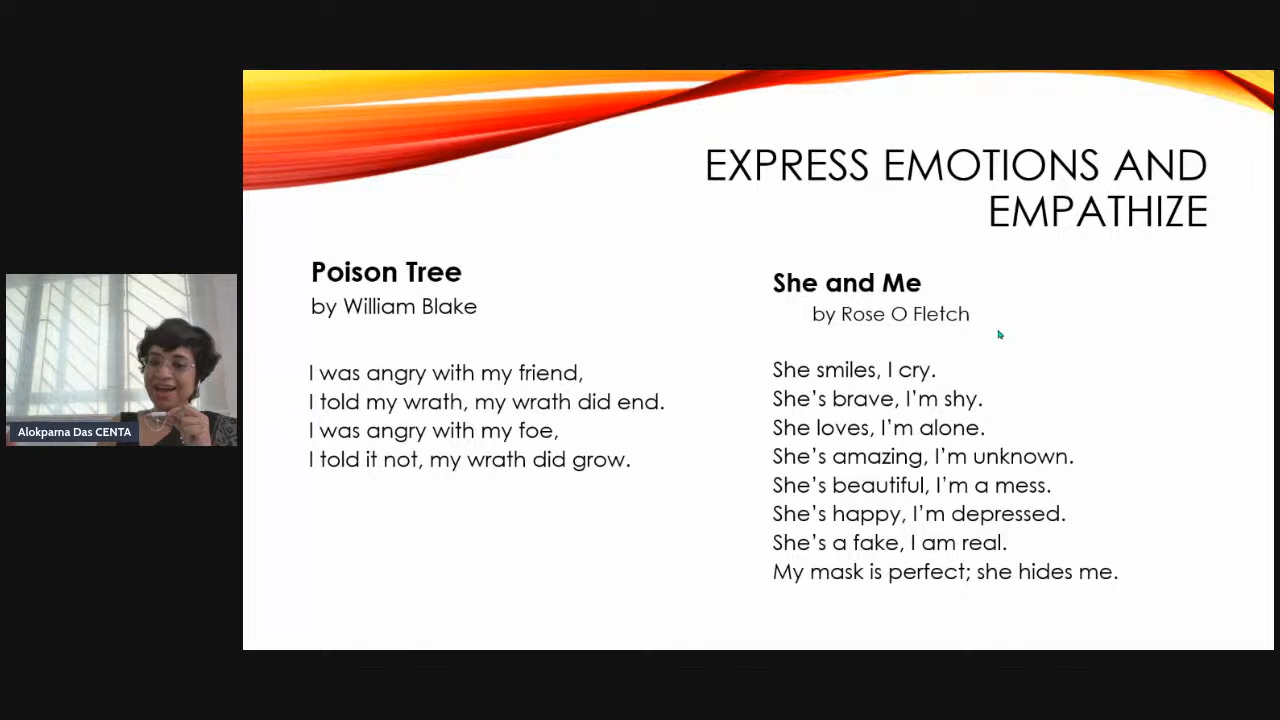 EXPRESS EMOTIONS AND
EMPATHIZE
Poison Tree
by William Blake
I was angry with my friend,
I told my wrath, my wrath did end.
I was angry with my foe,
I told it not, my wrath did grow.
She and Me
by Rose O Fletch
She smiles, I cry.
She's brave, I'm shy.
She loves, I'm alone.
She's amazing, I'm unknown.
She's beautiful, I'm a mess.
She's happy, I'm depressed.
She's a fake, I am real.
My mask is perfect; she hides me.
Alokparna Das CENTA